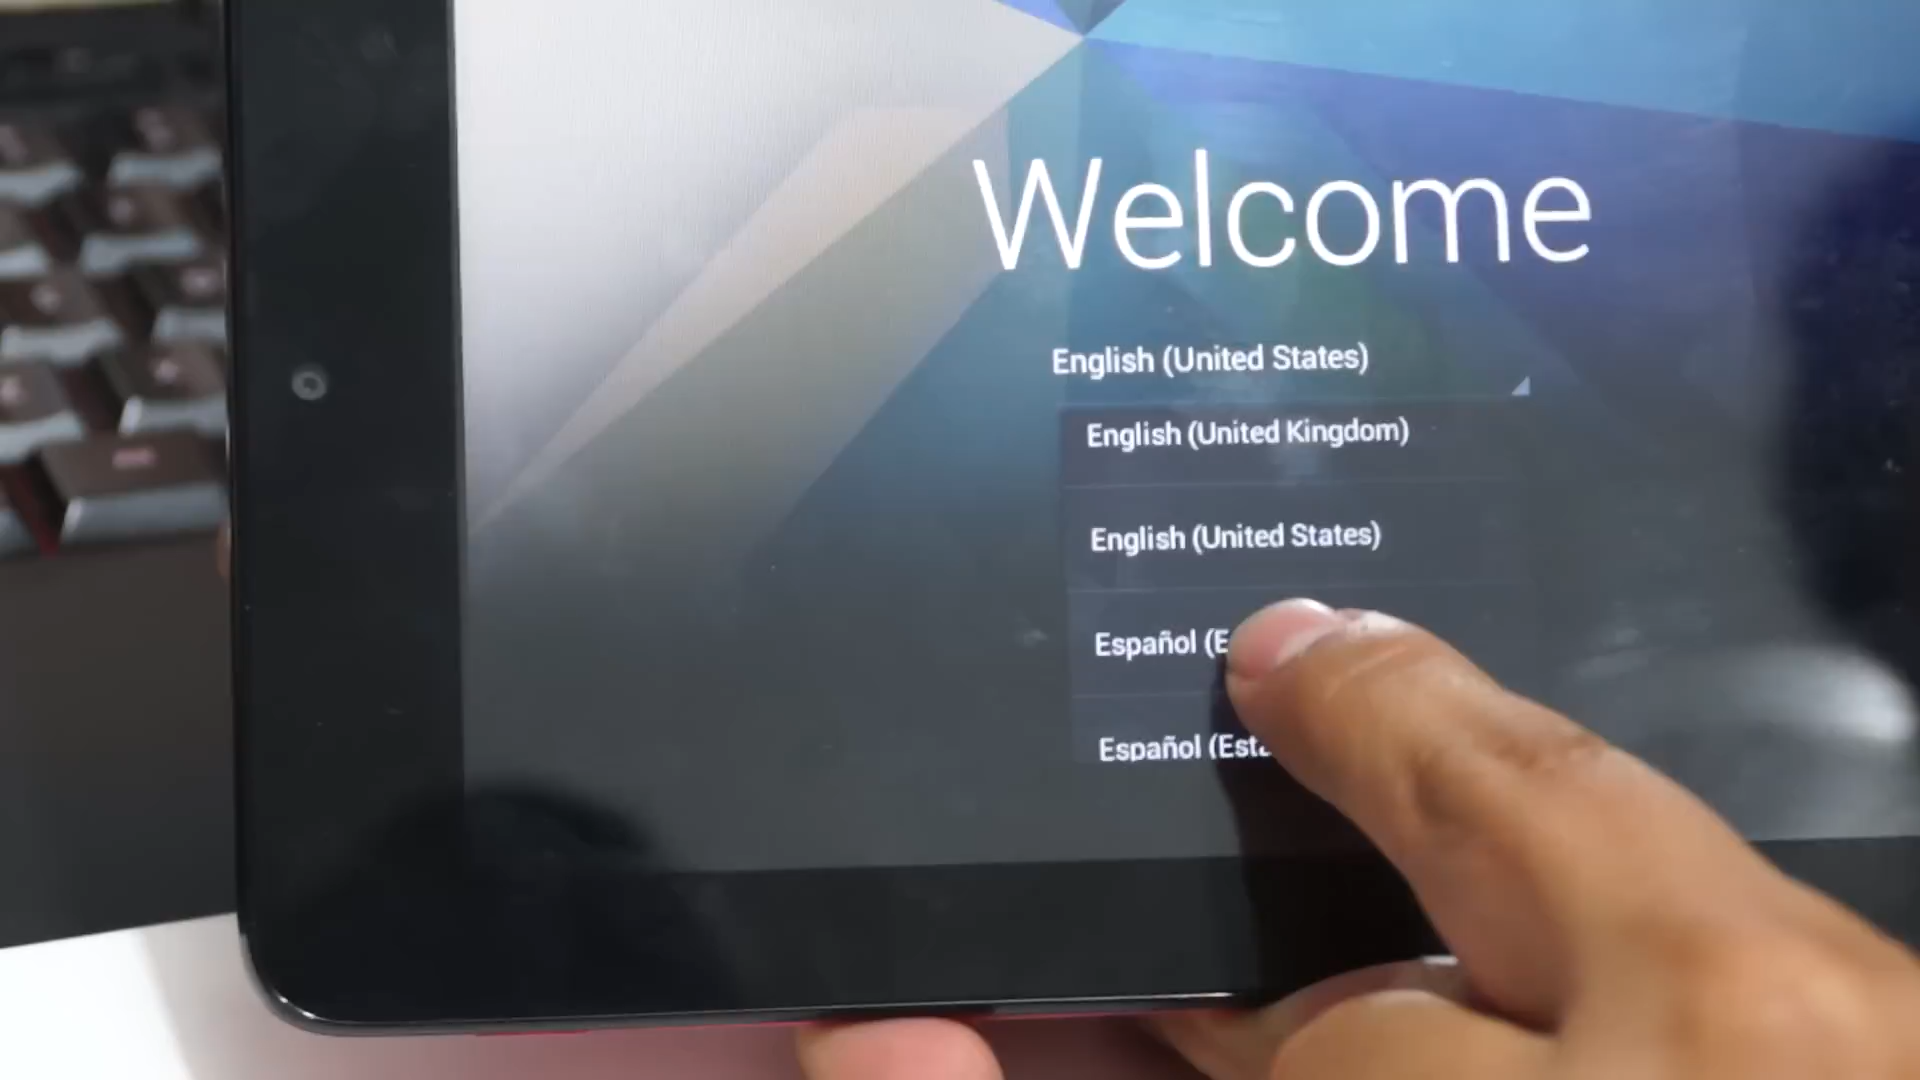 Welcome
English (United States)
English (United Kingdom)
English (United States)
Español (E
Español (Esta